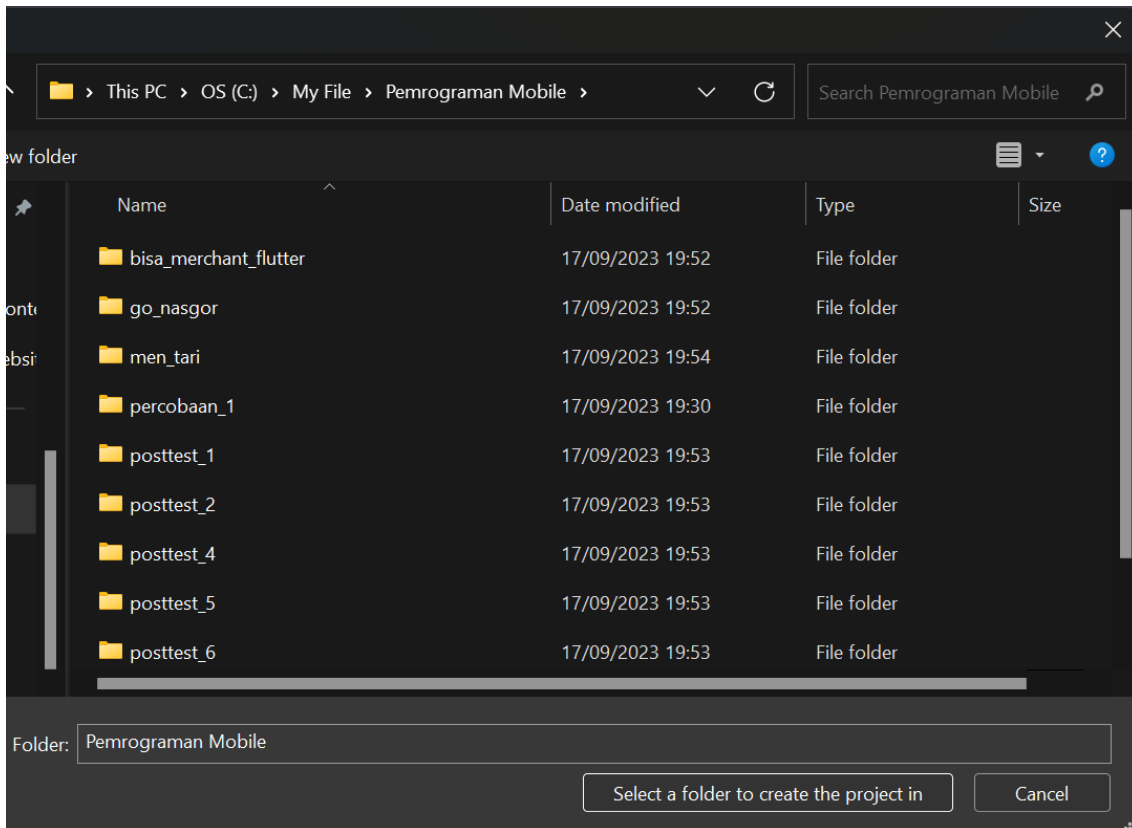 This PC > OS (C:) > My File > Pemrograman Mobile >
Search Pemrograman Mobile
ew folder
Name Date modified Type Size
bisa_merchant_flutter 17/09/2023 19:52 File folder
go_nasgor 17/09/2023 19:52 File folder
men_tari 17/09/2023 19:54 File folder
percobaan_1 17/09/2023 19:30 File folder
posttest_1 17/09/2023 19:53 File folder
posttest_2 17/09/2023 19:53 File folder
posttest_4 17/09/2023 19:53 File folder
posttest_5 17/09/2023 19:53 File folder
posttest_6 17/09/2023 19:53 File folder
Folder: Pemrograman Mobile
Select a folder to create the project in Cancel